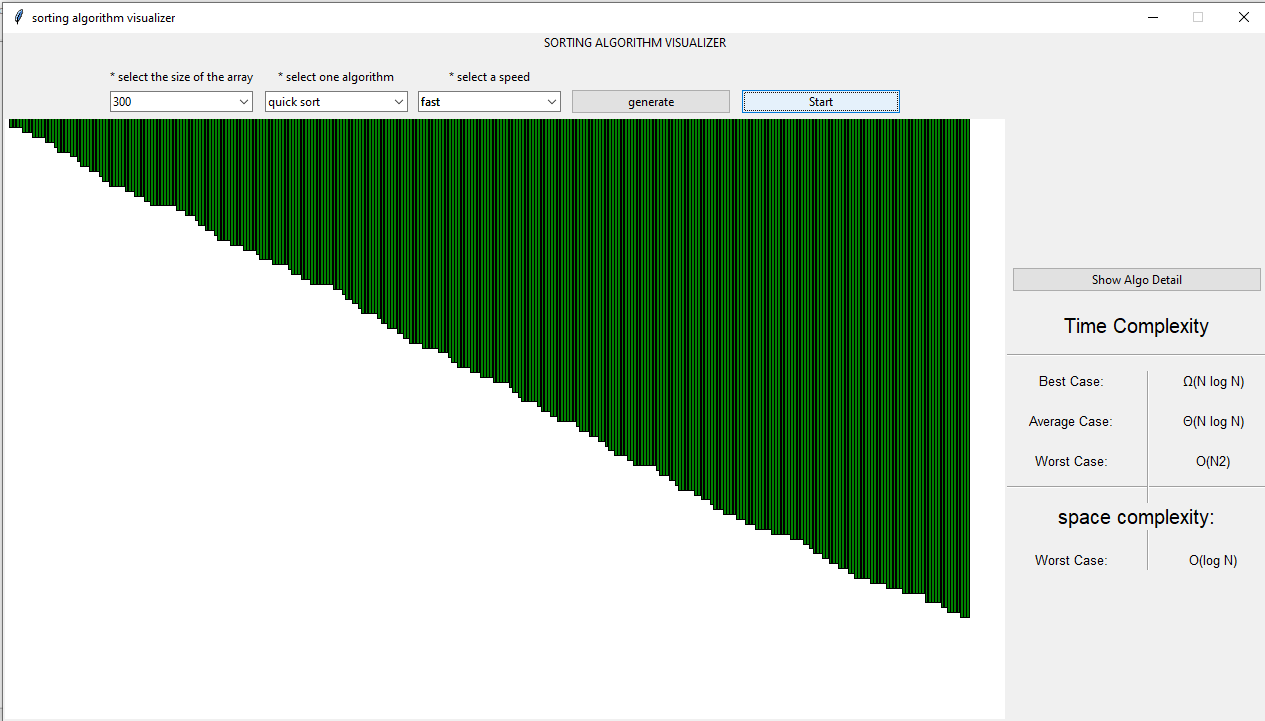 sorting algorithm visualizer
SORTING ALGORITHM VISUALIZER
* select the size of the array
* select one algorithm
* select a speed
300
quick sort
fast
generate
Start
Show Algo Detail
Time Complexity
Best Case: Ω(N log N)
Average Case: Θ(N log N)
Worst Case: O(N2)
space complexity:
Worst Case: O(log N)